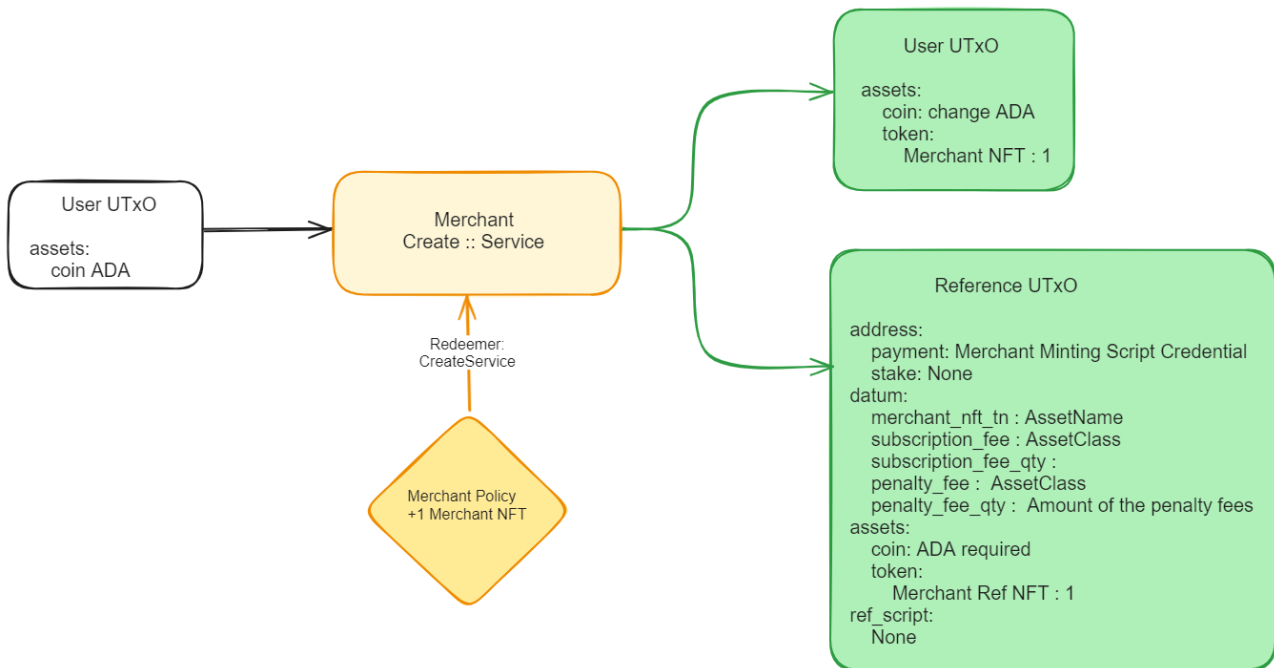 User UTxO
assets:
coin ADA
Merchant
Create :: Service
Redeemer:
CreateService
Merchant Policy
+1 Merchant NFT
User UTxO
assets:
coin: change ADA
token:
Merchant NFT : 1
Reference UTxO
address:
payment: Merchant Minting Script Credential
stake: None
datum:
merchant_nft_tn : AssetName
subscription_fee : AssetClass
subscription_fee_qty :
penalty_fee :  AssetClass
penalty_fee_qty :  Amount of the penalty fees
assets:
coin: ADA required
token:
Merchant Ref NFT : 1
ref_script:
None